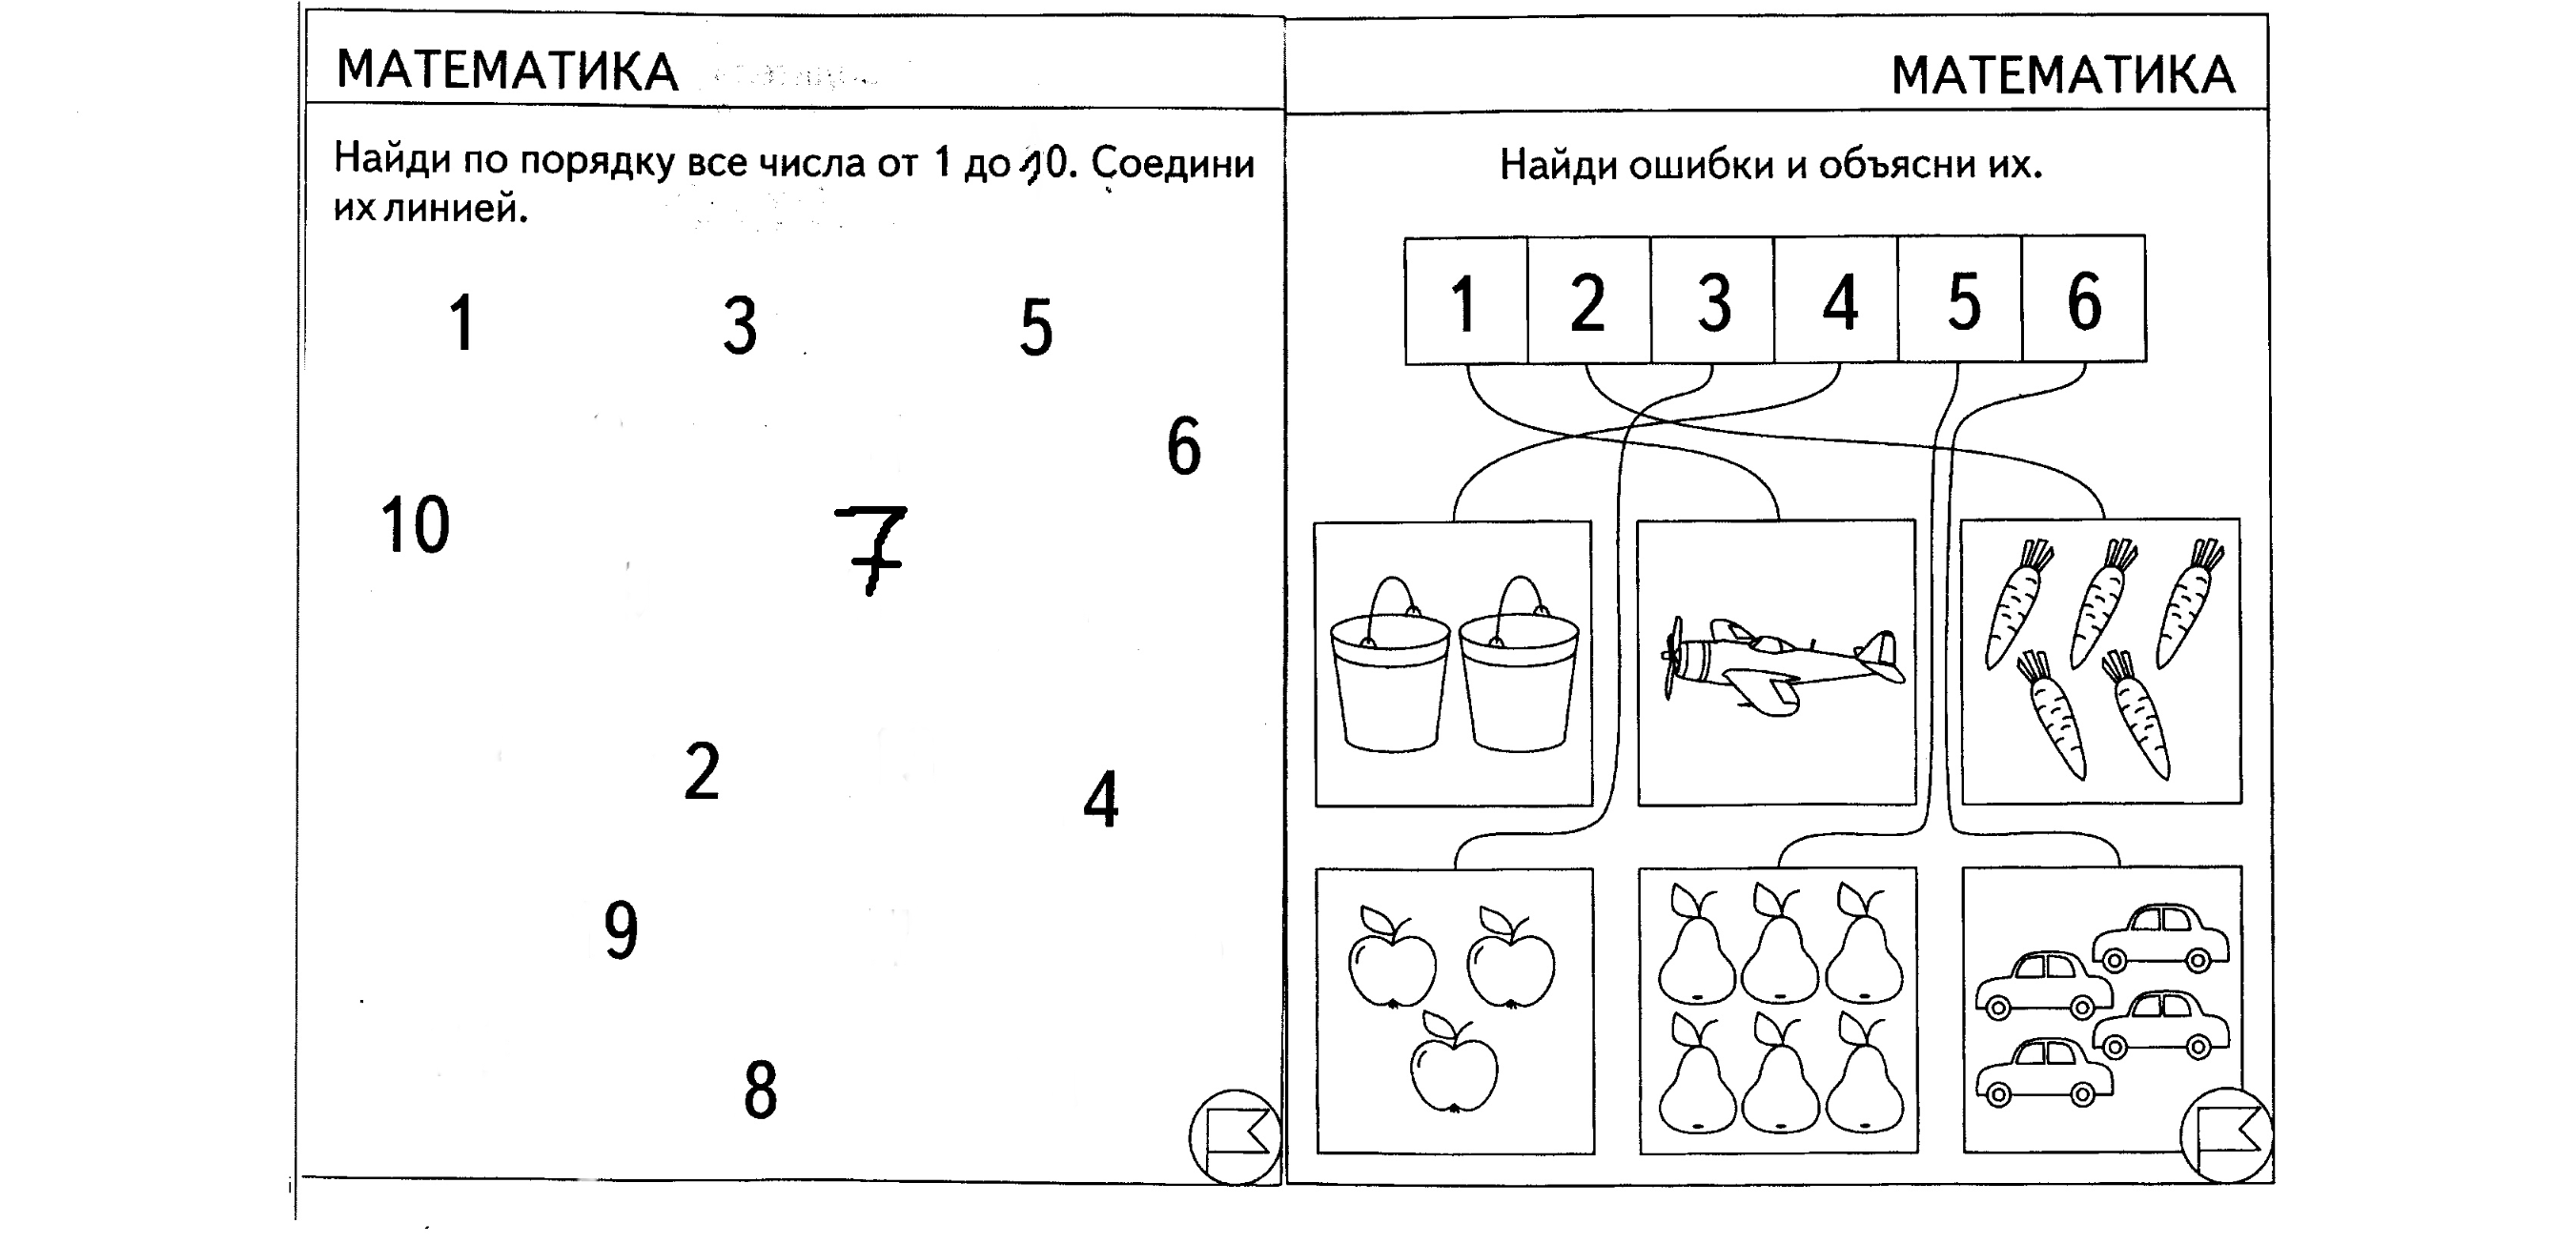 МАТЕМАТИКА
Найди по порядку все числа от 1 до 10. Соедини
их линией.
1 3 5
6
10
7
2
4
9
8
МАТЕМАТИКА
Найди ошибки и объясни их.
1 2 3 4 5 6